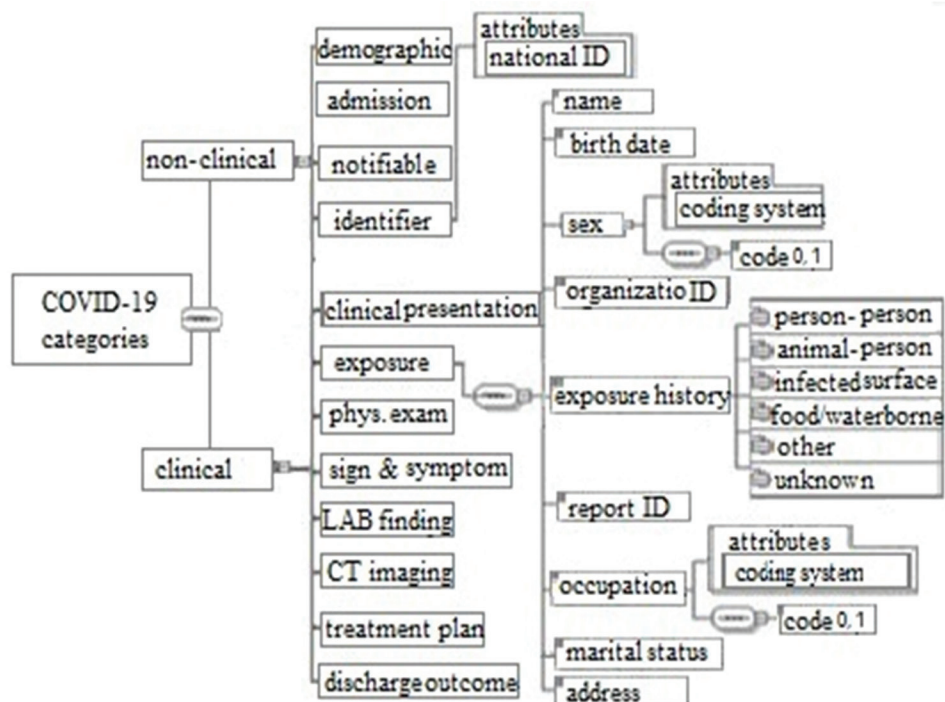 COVID-19
categories
non-clinical
clinical
demographic
admission
notifiable
identifier
clinical presentation
exposure
phys. exam
sign & symptom
LAB finding
CT imaging
treatment plan
discharge outcome
attributes
national ID
name
birth date
sex
attributes
coding system
code 0, 1
organizatio ID
exposure history
person- person
animal- person
infected surface
food/waterborne
other
unknown
report ID
occupation
attributes
coding system
code 0, 1
marital status
address